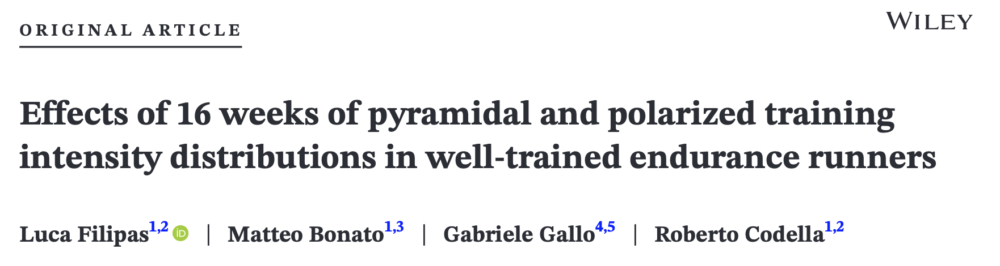 ORIGINAL ARTICLE
WILEY
Effects of 16 weeks of pyramidal and polarized training
intensity distributions in well-trained endurance runners
Luca Filipas1,2 iD | Matteo Bonato1,3 | Gabriele Gallo4,5 | Roberto Codella1,2